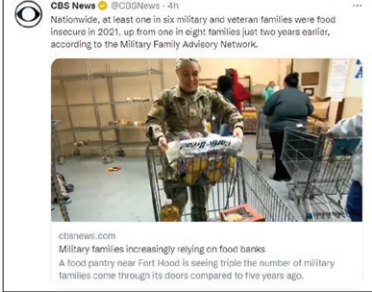 CBS News @CBSNews · 4h
Nationwide, at least one in six military and veteran families were food
insecure in 2021, up from one in eight families just two years earlier,
according to the Military Family Advisory Network.
cbsnews.com
Military families increasingly relying on food banks
A food pantry near Fort Hood is seeing triple the number of military
families come through its doors compared to five years ago.